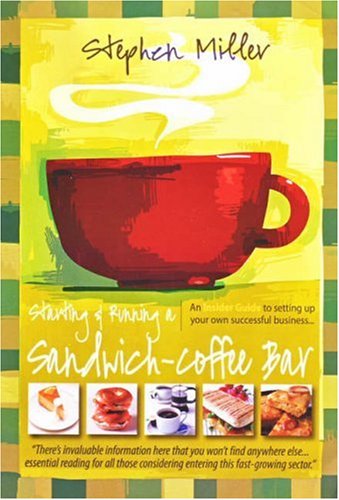 Stephen Miller
Starting & Running a
An Insider Guide to setting up
your own successful business...
Sandwich-Coffee Bar
"There's invaluable information here that you won't find anywhere else...
essential reading for all those considering entering this fast-growing sector."